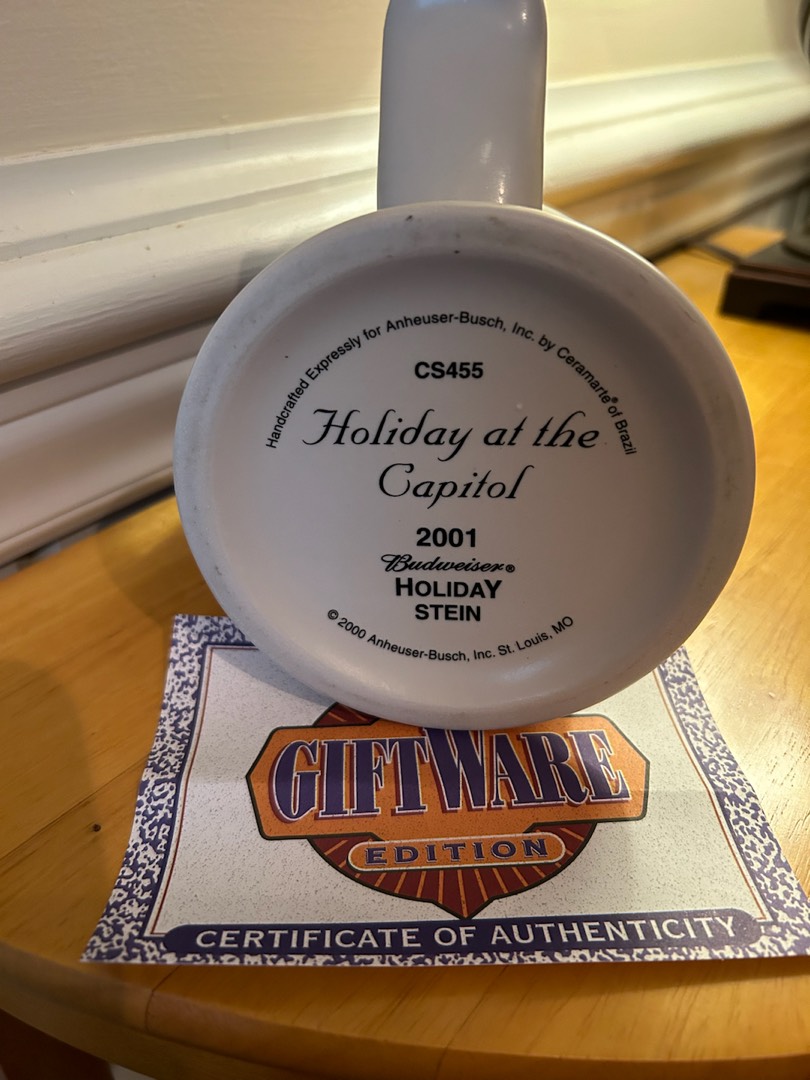 Handcrafted Expressly for Anheuser-Busch, Inc. by Ceramarte® of Brazil
CS455
Holiday at the
Capitol
2001
Budweiser®
HOLIDAY
STEIN
© 2000 Anheuser-Busch, Inc. St. Louis, MO
GIFTWARE
EDITION
CERTIFICATE OF AUTHENTICITY